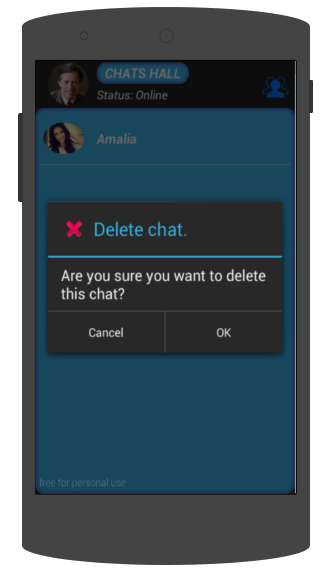 CHATS HALL
Status: Online
Amalia
Delete chat.
Are you sure you want to delete
this chat?
Cancel
OK
free for personal use